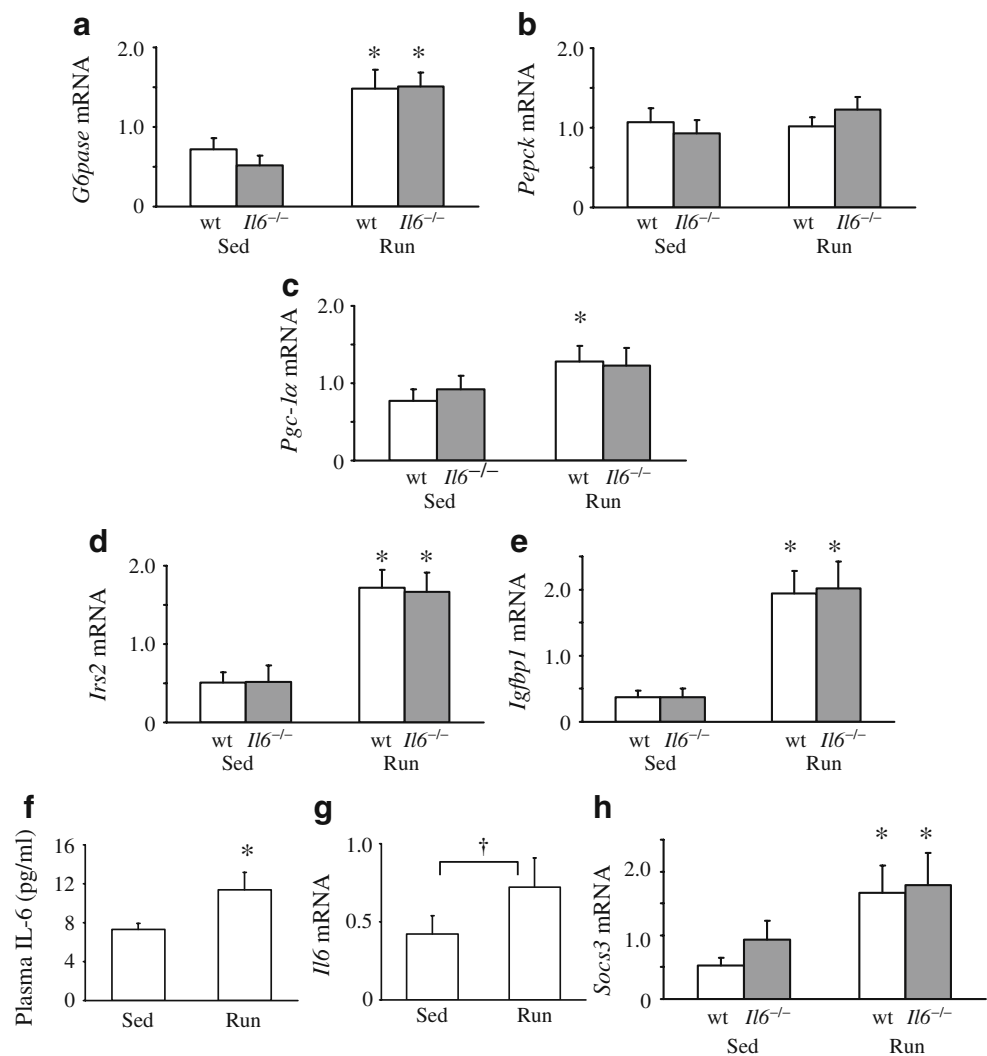 a
G6pase mRNA
2.0
1.0
0
* *
wt Il6−/− wt Il6−/−
Sed Run
b
Pepck mRNA
2.0
1.0
0
wt Il6−/− wt Il6−/−
Sed Run
c
Pgc-1α mRNA
2.0
1.0
0
*
wt Il6−/− wt Il6−/−
Sed Run
d
Irs2 mRNA
2.0
1.0
0
* *
wt Il6−/− wt Il6−/−
Sed Run
e
Igfbp1 mRNA
2.0
1.0
0
* *
wt Il6−/− wt Il6−/−
Sed Run
f
Plasma IL-6 (pg/ml)
16
12
8
4
0
*
Sed Run
g
Il6 mRNA
1.0
0.5
0
†
Sed Run
h
Socs3 mRNA
2.0
1.0
0
* *
wt Il6−/− wt Il6−/−
Sed Run